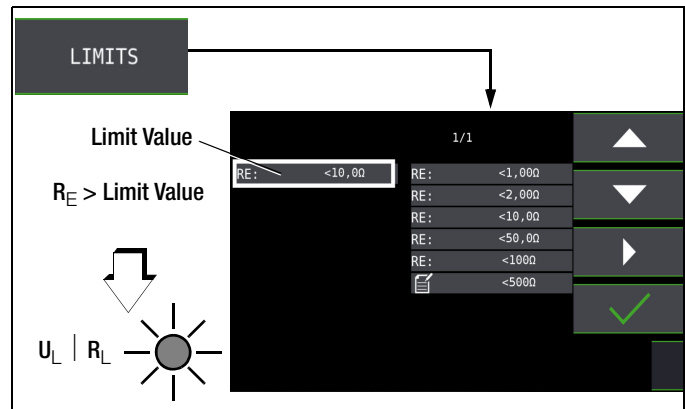 LIMITS
Limit Value
1/1
RE: <10,0Ω
RE > Limit Value
RE: <1,00Ω
RE: <2,00Ω
RE: <10,0Ω
RE: <50,0Ω
RE: <100Ω
<500Ω
UL | RL